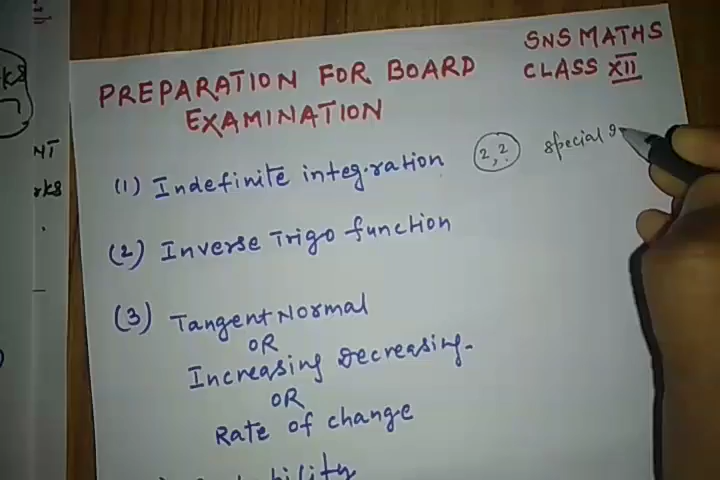 SNS MATHS
CLASS XII
PREPARATION FOR BOARD
EXAMINATION
(1) Indefinite integration 2, 2 special
(2) Inverse Trigo function
(3) Tangent Normal
OR
Increasing Decreasing.
OR
Rate of change